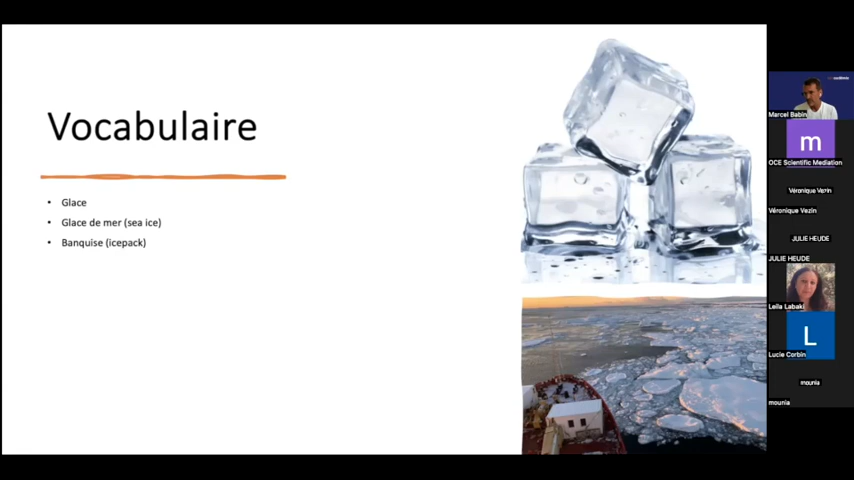 Vocabulaire
• Glace
• Glace de mer (sea ice)
• Banquise (icepack)
Marcel Babin
m
OCE Scientific Mediation
Véronique Vezin
Véronique Vezin
JULIE HEUDE
JULIE HEUDE
Leila Labaki
L
Lucie Corbin
mounia
mounia